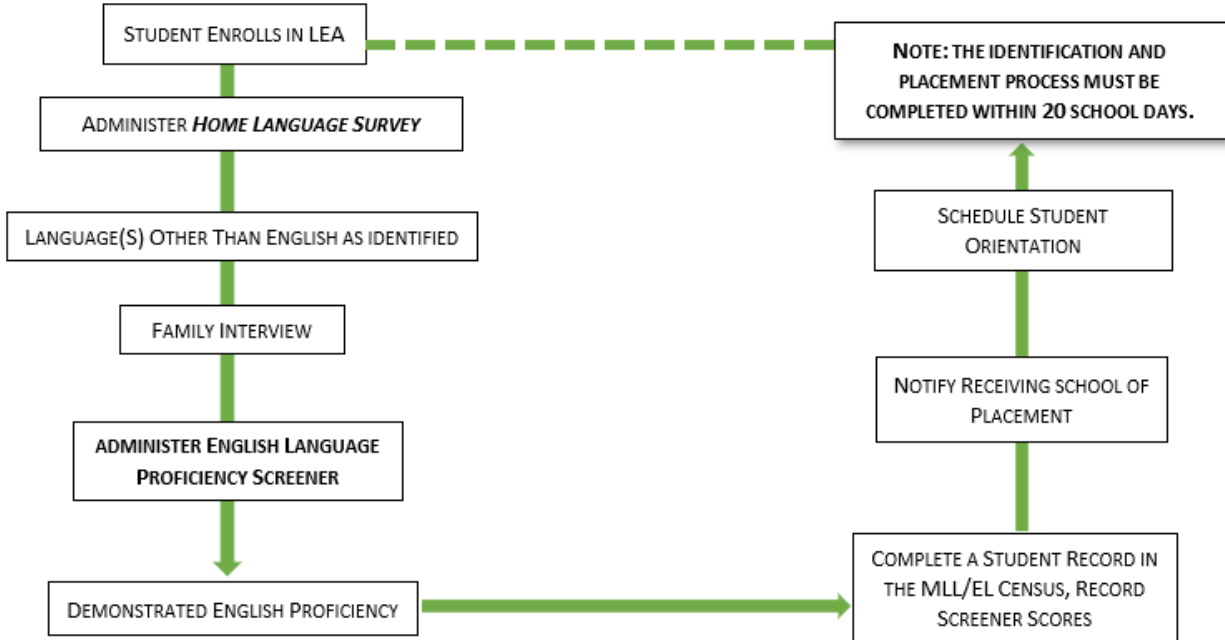 STUDENT ENROLLS IN LEA
ADMINISTER HOME LANGUAGE SURVEY
LANGUAGE(S) OTHER THAN ENGLISH AS IDENTIFIED
FAMILY INTERVIEW
ADMINISTER ENGLISH LANGUAGE
PROFICIENCY SCREENER
DEMONSTRATED ENGLISH PROFICIENCY
COMPLETE A STUDENT RECORD IN
THE MLL/EL CENSUS, RECORD
SCREENER SCORES
NOTIFY RECEIVING SCHOOL OF
PLACEMENT
SCHEDULE STUDENT
ORIENTATION
NOTE: THE IDENTIFICATION AND
PLACEMENT PROCESS MUST BE
COMPLETED WITHIN 20 SCHOOL DAYS.